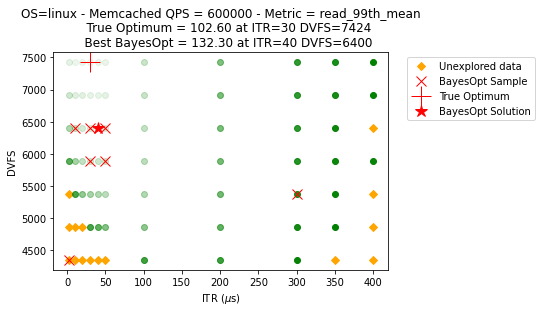 OS=linux - Memcached QPS = 600000 - Metric = read_99th_mean
True Optimum = 102.60 at ITR=30 DVFS=7424
Best BayesOpt = 132.30 at ITR=40 DVFS=6400
7500
7000
6500
6000
5500
5000
4500
DVFS
0 50 100 150 200 250 300 350 400
ITR (μs)
Unexplored data
BayesOpt Sample
True Optimum
BayesOpt Solution